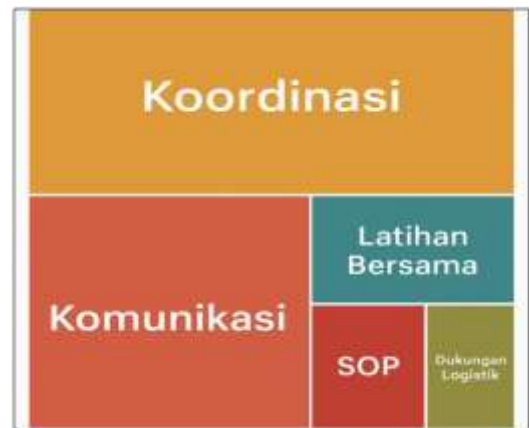 Koordinasi
Komunikasi
Latihan
Bersama
SOP
Dukungan
Logistik